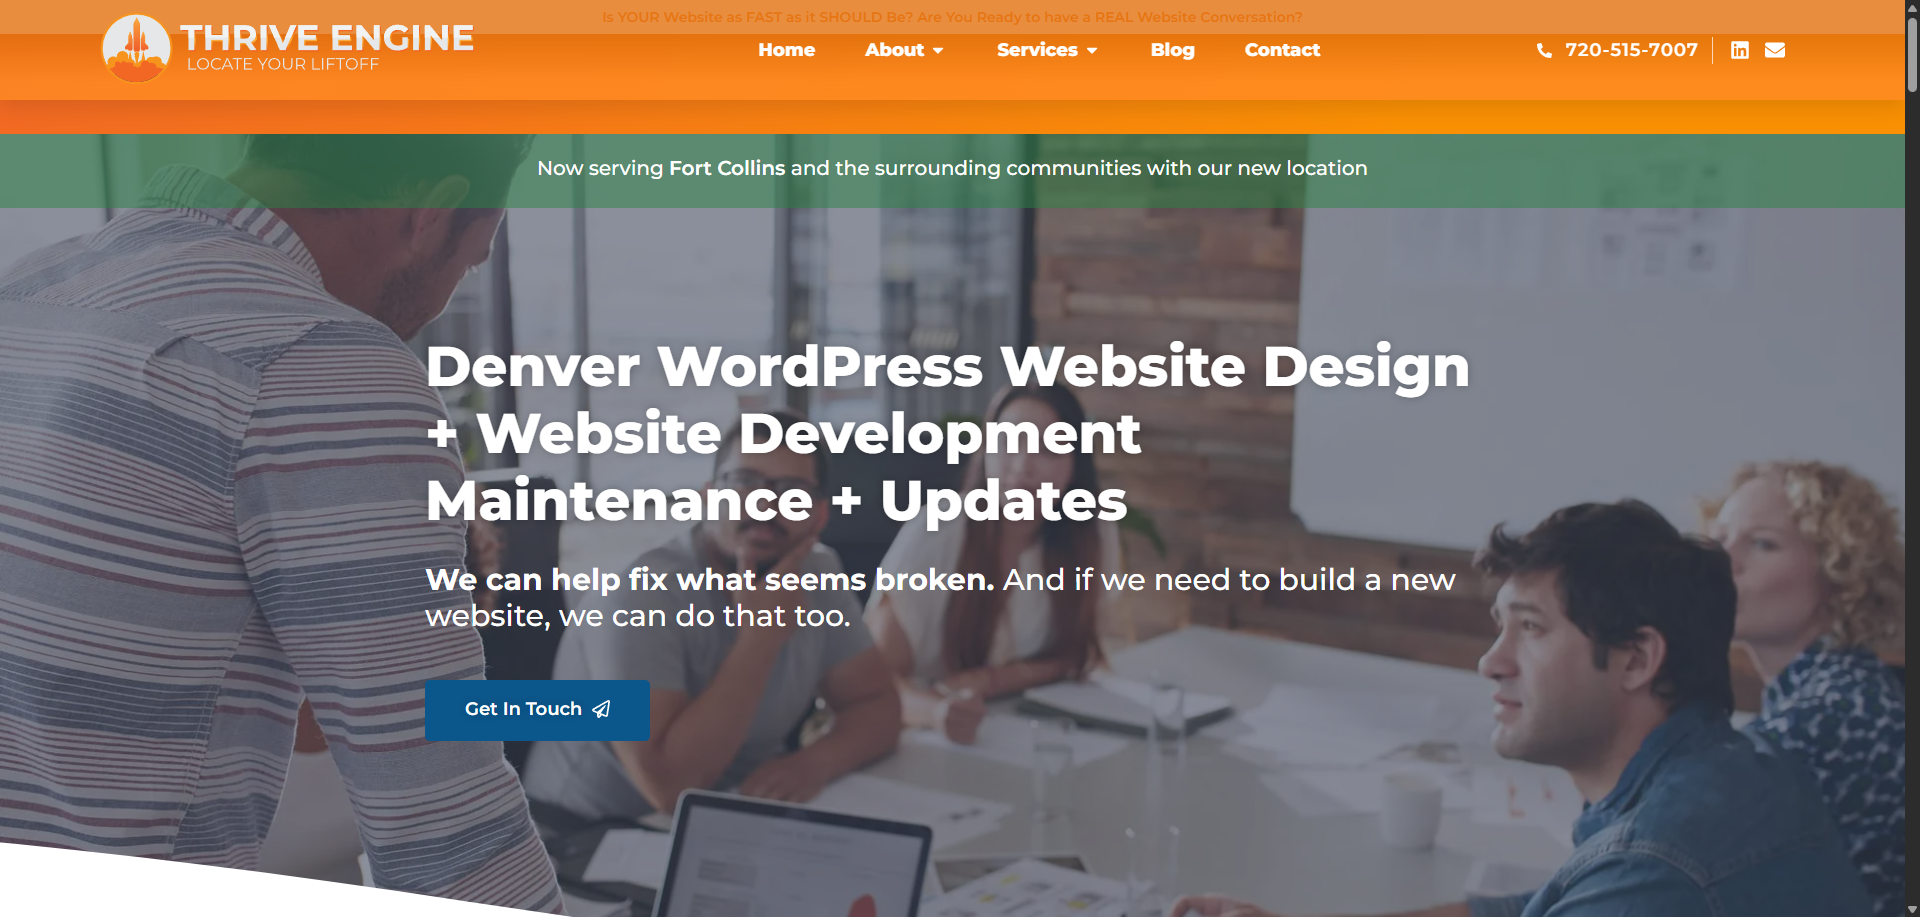 Is YOUR Website as FAST as it SHOULD Be? Are You Ready to have a REAL Website Conversation?
THRIVE ENGINE
LOCATE YOUR LIFTOFF
Home
About
Services
Blog
Contact
720-515-7007
Now serving Fort Collins and the surrounding communities with our new location
Denver WordPress Website Design
+ Website Development
Maintenance + Updates
We can help fix what seems broken. And if we need to build a new
website, we can do that too.
Get In Touch